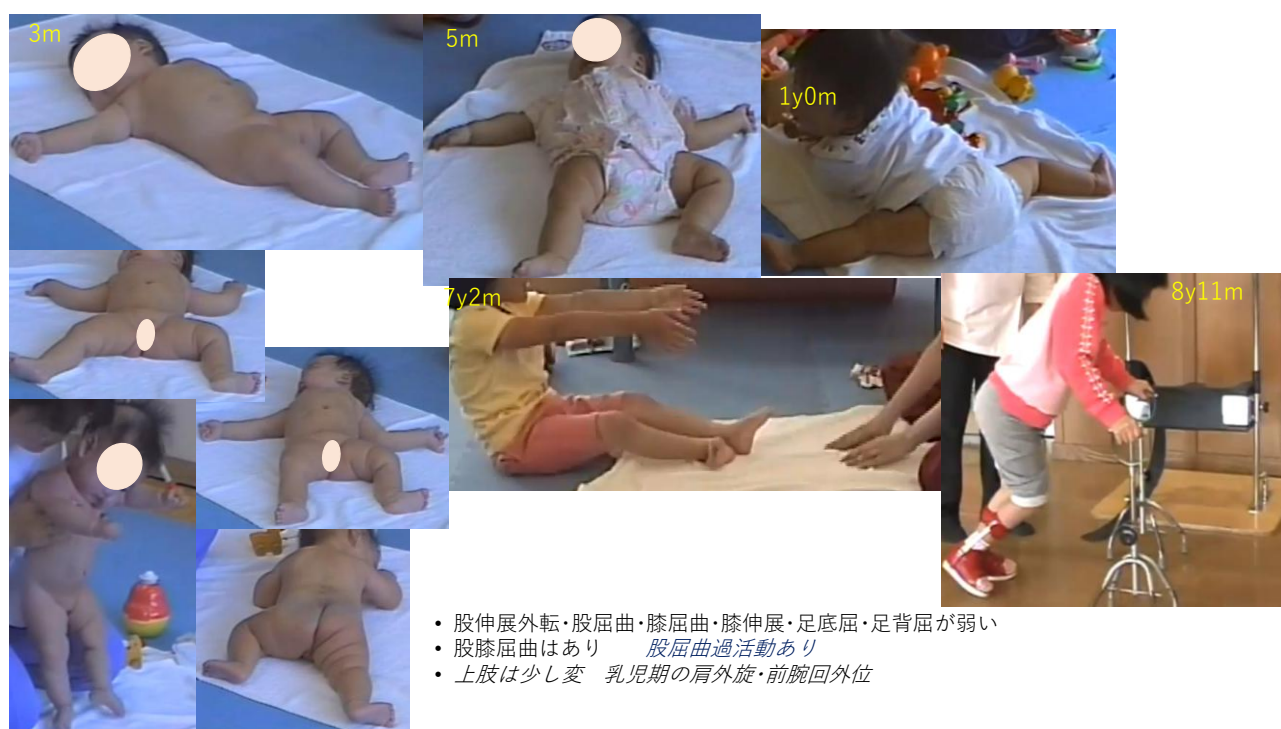 3m
5m
1y0m
7y2m
8y11m
• 股伸展外転･股屈曲･膝屈曲･膝伸展･足底屈･足背屈が弱い
• 股膝屈曲はあり　　股屈曲過活動あり
• 上肢は少し変　乳児期の肩外旋･前腕回外位